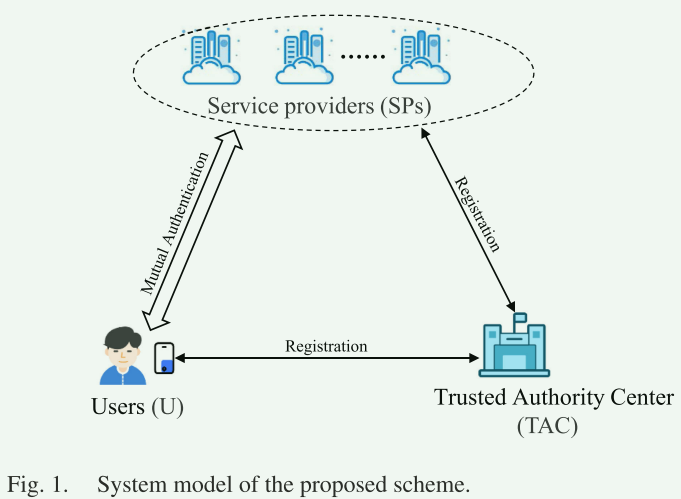 Service providers (SPs)
Mutual Authentication
Registration
Registration
Users (U)
Trusted Authority Center
(TAC)
Fig. 1. System model of the proposed scheme.